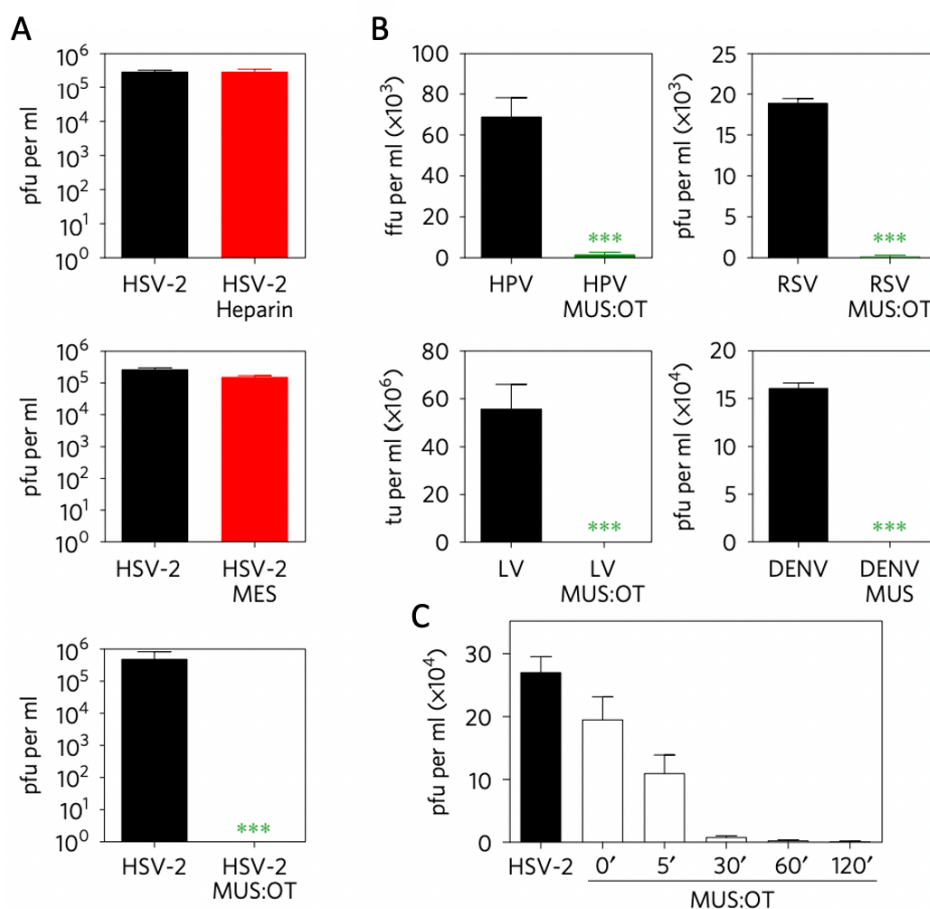 A
pfu per ml
10⁶
10⁵
10⁴
10³
10²
10¹
10⁰
HSV-2
HSV-2
Heparin
pfu per ml
10⁶
10⁵
10⁴
10³
10²
10¹
10⁰
HSV-2
HSV-2
MES
pfu per ml
10⁶
10⁵
10⁴
10³
10²
10¹
10⁰
***
HSV-2
HSV-2
MUS:OT
B
ffu per ml (×10³)
100
80
60
40
20
0
***
HPV
HPV
MUS:OT
pfu per ml (×10³)
25
20
15
10
5
0
***
RSV
RSV
MUS:OT
tu per ml (×10⁶)
80
60
40
20
0
***
LV
LV
MUS:OT
pfu per ml (×10⁴)
20
15
10
5
0
***
DENV
DENV
MUS
C
pfu per ml (×10⁴)
30
20
10
0
HSV-2
0′
5′
30′
60′
120′
MUS:OT